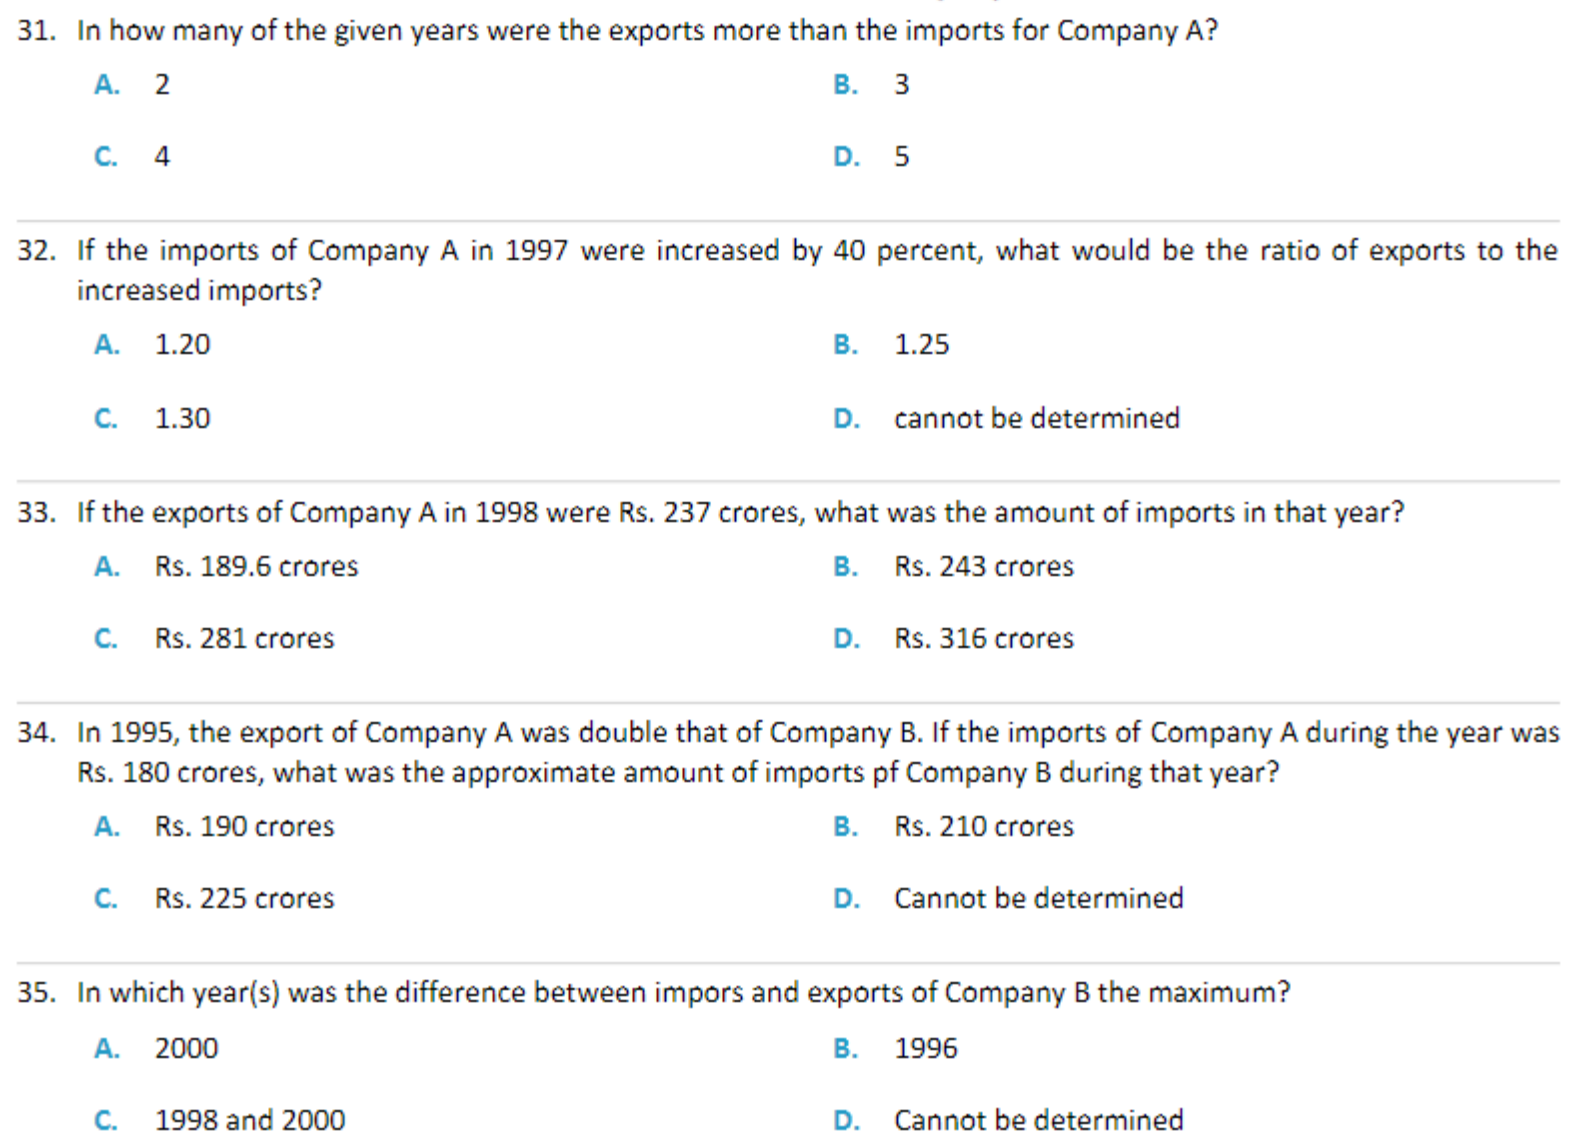 31. In how many of the given years were the exports more than the imports for Company A?
A. 2 B. 3
C. 4 D. 5
32. If the imports of Company A in 1997 were increased by 40 percent, what would be the ratio of exports to the
increased imports?
A. 1.20 B. 1.25
C. 1.30 D. cannot be determined
33. If the exports of Company A in 1998 were Rs. 237 crores, what was the amount of imports in that year?
A. Rs. 189.6 crores B. Rs. 243 crores
C. Rs. 281 crores D. Rs. 316 crores
34. In 1995, the export of Company A was double that of Company B. If the imports of Company A during the year was
Rs. 180 crores, what was the approximate amount of imports pf Company B during that year?
A. Rs. 190 crores B. Rs. 210 crores
C. Rs. 225 crores D. Cannot be determined
35. In which year(s) was the difference between impors and exports of Company B the maximum?
A. 2000 B. 1996
C. 1998 and 2000 D. Cannot be determined